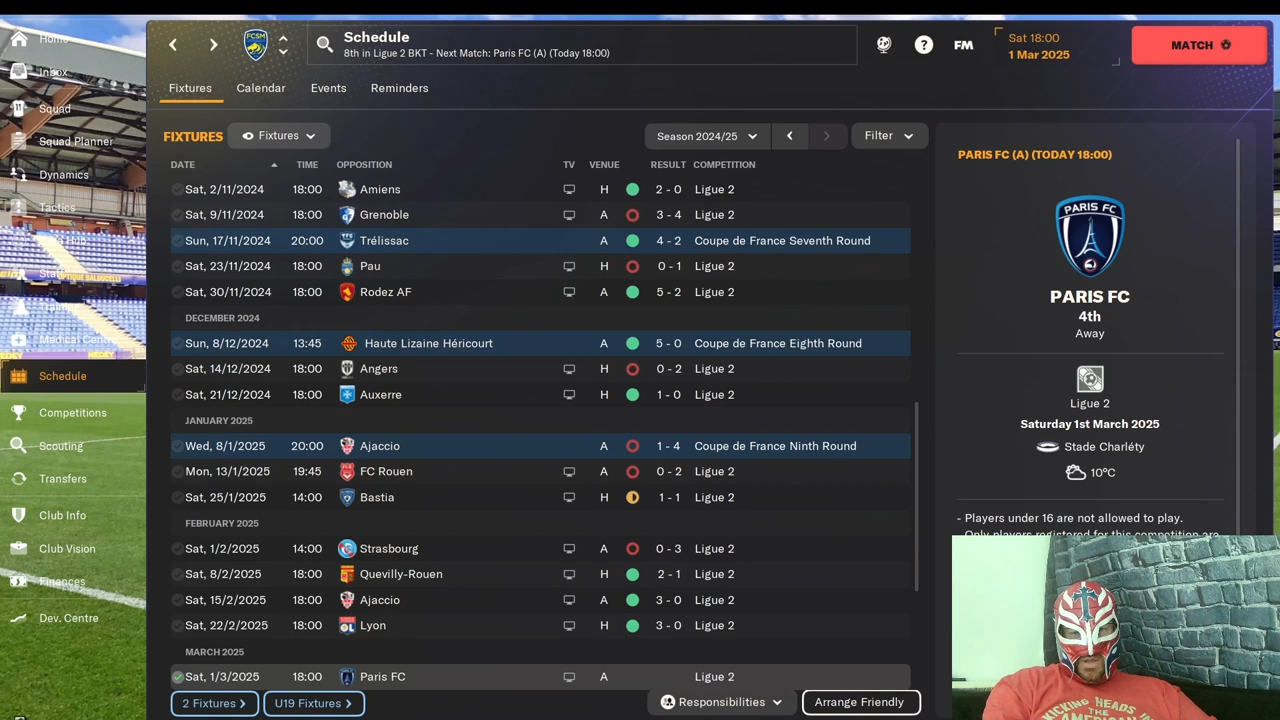 Home
Inbox
Squad
Squad Planner
Dynamics
Tactics
Schedule
Competitions
Scouting
Transfers
Club Info
Club Vision
Finances
Dev. Centre
FCSM
Schedule
8th in Ligue 2 BKT - Next Match: Paris FC (A) (Today 18:00)
?
FM
Sat 18:00
1 Mar 2025
MATCH
Fixtures Calendar Events Reminders
FIXTURES Fixtures Season 2024/25 Filter
DATE TIME OPPOSITION TV VENUE RESULT COMPETITION
Sat, 2/11/2024 18:00 Amiens H 2 - 0 Ligue 2
Sat, 9/11/2024 18:00 Grenoble A 3 - 4 Ligue 2
Sun, 17/11/2024 20:00 Trélissac A 4 - 2 Coupe de France Seventh Round
Sat, 23/11/2024 18:00 Pau H 0 - 1 Ligue 2
Sat, 30/11/2024 18:00 Rodez AF A 5 - 2 Ligue 2
DECEMBER 2024
Sun, 8/12/2024 13:45 Haute Lizaine Héricourt A 5 - 0 Coupe de France Eighth Round
Sat, 14/12/2024 18:00 Angers H 0 - 2 Ligue 2
Sat, 21/12/2024 18:00 Auxerre H 1 - 0 Ligue 2
JANUARY 2025
Wed, 8/1/2025 20:00 Ajaccio A 1 - 4 Coupe de France Ninth Round
Mon, 13/1/2025 19:45 FC Rouen A 0 - 2 Ligue 2
Sat, 25/1/2025 14:00 Bastia H 1 - 1 Ligue 2
FEBRUARY 2025
Sat, 1/2/2025 14:00 Strasbourg A 0 - 3 Ligue 2
Sat, 8/2/2025 18:00 Quevilly-Rouen H 2 - 1 Ligue 2
Sat, 15/2/2025 18:00 Ajaccio A 3 - 0 Ligue 2
Sat, 22/2/2025 18:00 Lyon H 3 - 0 Ligue 2
MARCH 2025
Sat, 1/3/2025 18:00 Paris FC A Ligue 2
2 Fixtures U19 Fixtures Responsibilities Arrange Friendly
PARIS FC (A) (TODAY 18:00)
PARIS FC
PARIS FC
4th
Away
Ligue 2
Saturday 1st March 2025
Stade Charléty
10°C
- Players under 16 are not allowed to play.
- Only players registered for this competition are
KICKING HEADS IN
THE
AMERICAN